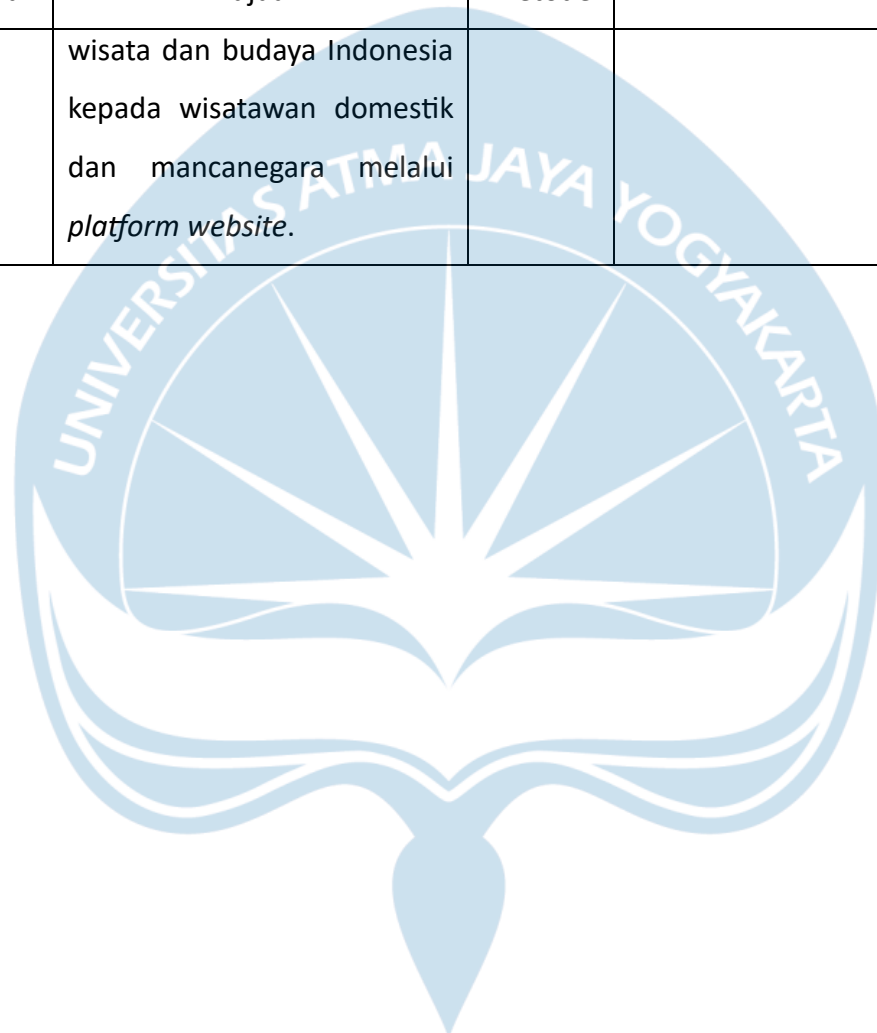 wisata dan budaya Indonesia
kepada wisatawan domestik
dan mancanegara melalui
platform website.
UNIVERSITAS ATMA JAYA YOGYAKARTA